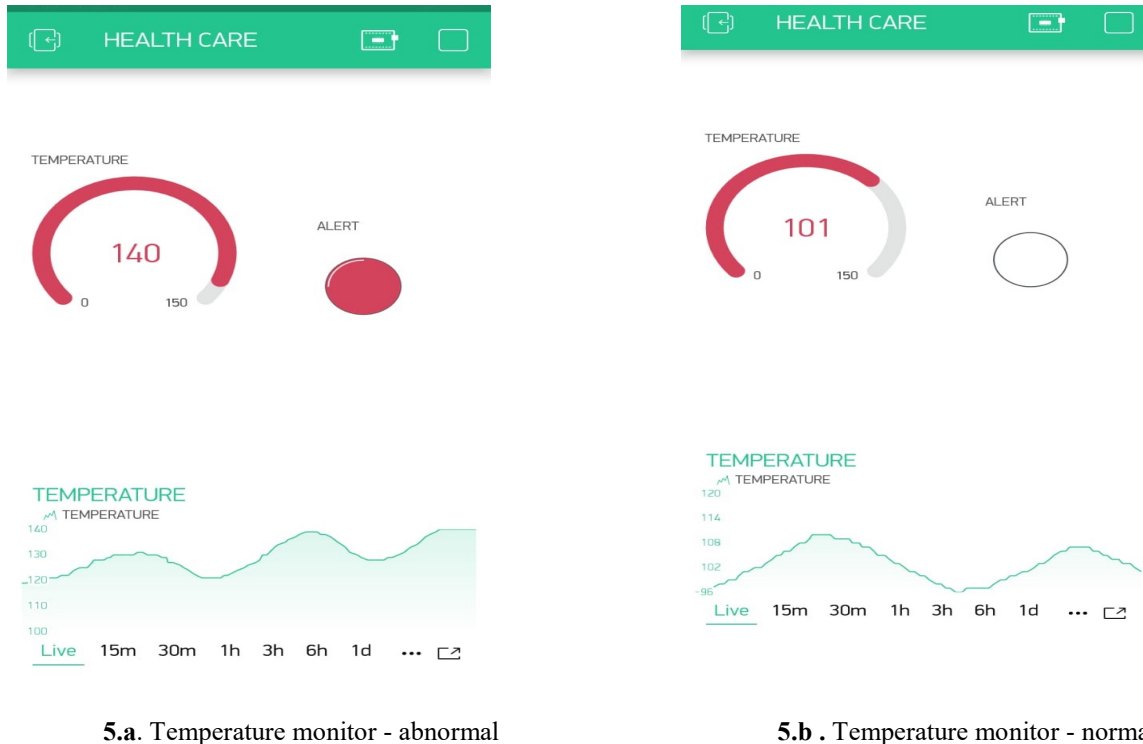 HEALTH CARE
TEMPERATURE
140
0 150
ALERT
TEMPERATURE
TEMPERATURE
140
130
120
110
100
Live 15m 30m 1h 3h 6h 1d ...
5.a. Temperature monitor - abnormal
HEALTH CARE
TEMPERATURE
101
0 150
ALERT
TEMPERATURE
TEMPERATURE
120
114
108
102
96
Live 15m 30m 1h 3h 6h 1d ...
5.b . Temperature monitor - norma